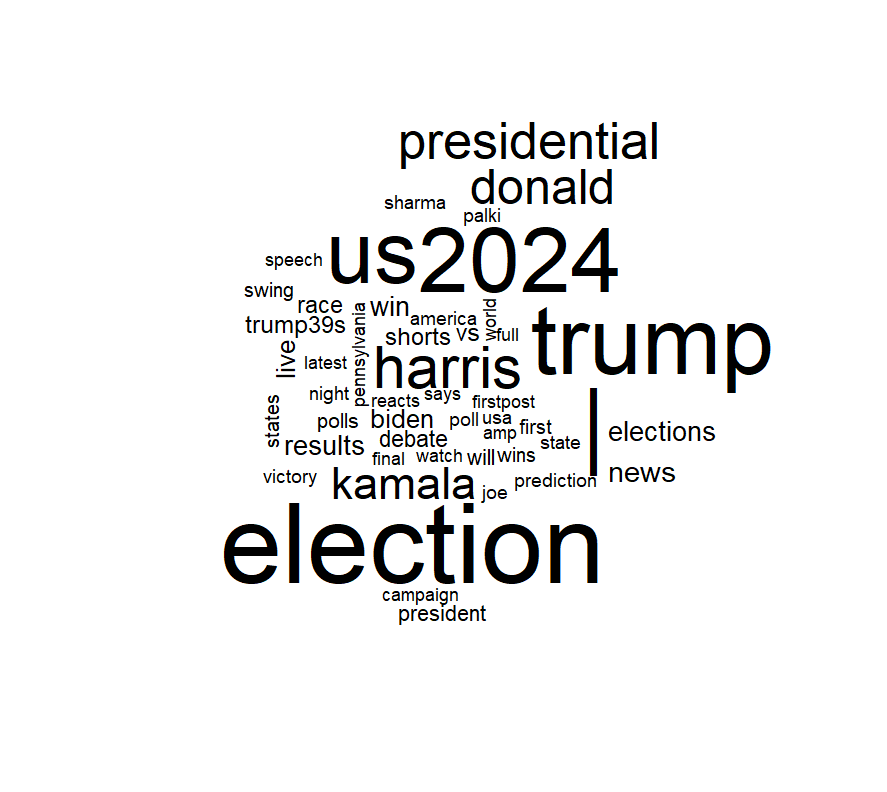 presidential
donald
sharma
palki
us 2024
speech
swing
race
win
world
america
trump39s
pennsylvania
shorts vs full
trump
live
latest
harris
night
reacts says
firstpost
states
polls
biden
poll usa
amp first
debate
state
|
elections
results
final watch will wins
news
victory
kamala
joe
prediction
election
campaign
president